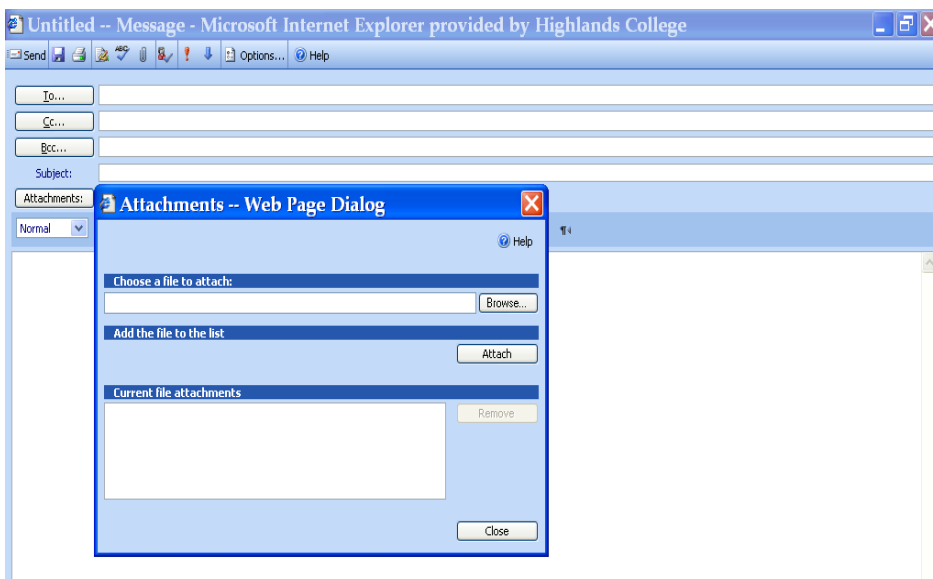 Untitled -- Message - Microsoft Internet Explorer provided by Highlands College
Send Options... Help
To...
Cc...
Bcc...
Subject:
Attachments:
Attachments -- Web Page Dialog
Normal
Help
Choose a file to attach:
Browse...
Add the file to the list
Attach
Current file attachments
Remove
Close